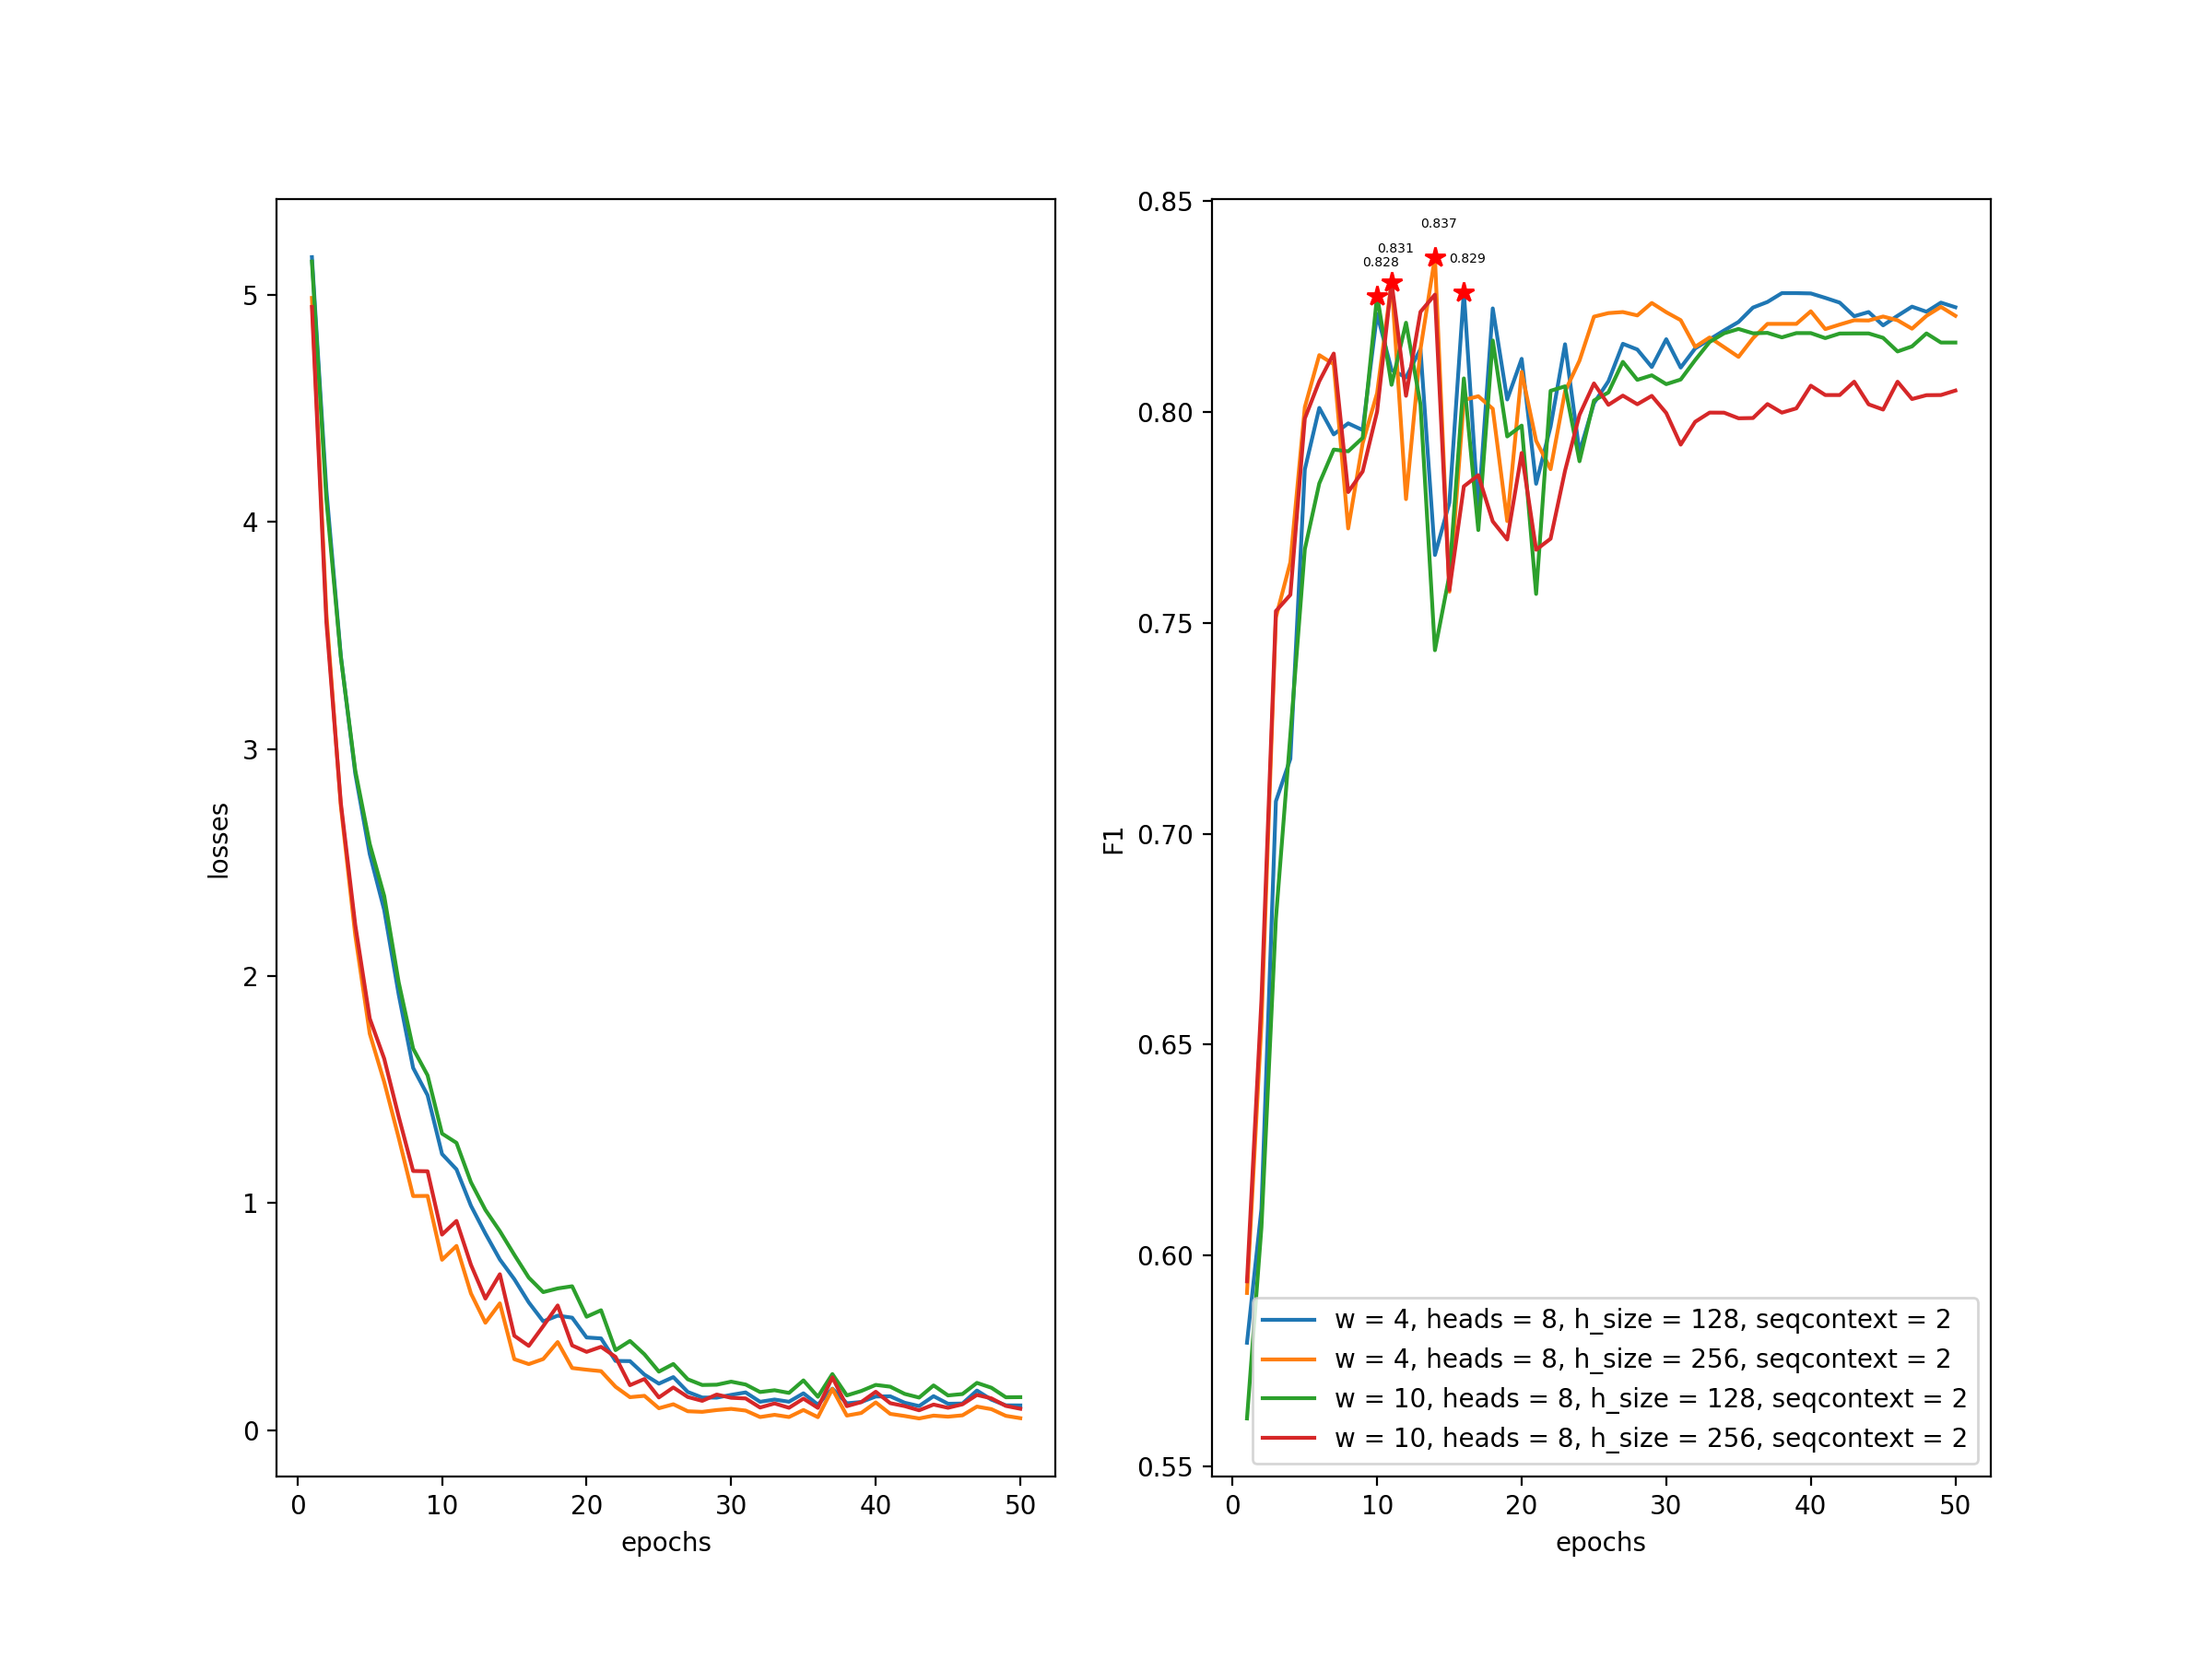 5
4
3
2
1
0
losses
0 10 20 30 40 50
epochs
0.85
0.80
0.75
0.70
0.65
0.60
0.55
F1
0.837
0.831
0.828
0.829
w = 4, heads = 8, h_size = 128, seqcontext = 2
w = 4, heads = 8, h_size = 256, seqcontext = 2
w = 10, heads = 8, h_size = 128, seqcontext = 2
w = 10, heads = 8, h_size = 256, seqcontext = 2
0 10 20 30 40 50
epochs